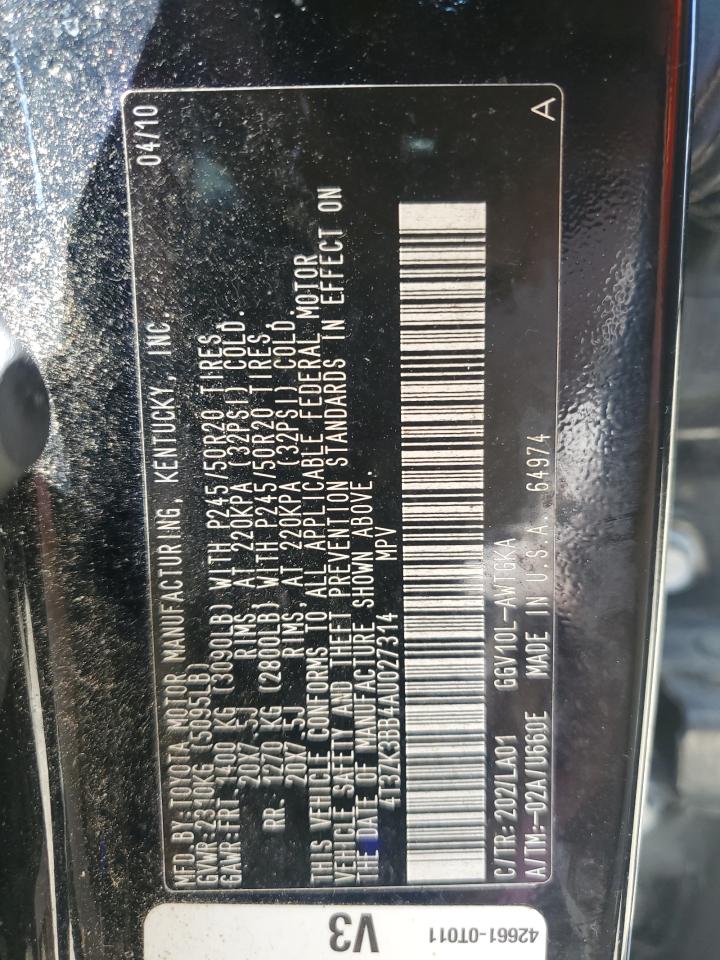 04/10
MFD.BY:TOYOTA MOTOR MANUFACTURING, KENTUCKY, INC.
GVWR:2310KG (5095LB)
GAWR:FRT. 1400 KG (3090LB) WITH P245/50R20 TIRES,
20X7.5J RIMS, AT 220KPA (32PSI) COLD.
RR. 1270 KG (2800LB) WITH P245/50R20 TIRES,
20X7.5J RIMS, AT 220KPA (32PSI) COLD.
THIS VEHICLE CONFORMS TO ALL APPLICABLE FEDERAL MOTOR
VEHICLE SAFETY AND THEFT PREVENTION STANDARDS IN EFFECT ON
THE DATE OF MANUFACTURE SHOWN ABOVE.
4T3ZK3BB4AU027314 MPV
C/TR:202/LA01 GGV10L-AWTGKA
A/TM:-02A/U660E MADE IN U.S.A. 64974
A
V3
42661-0T011